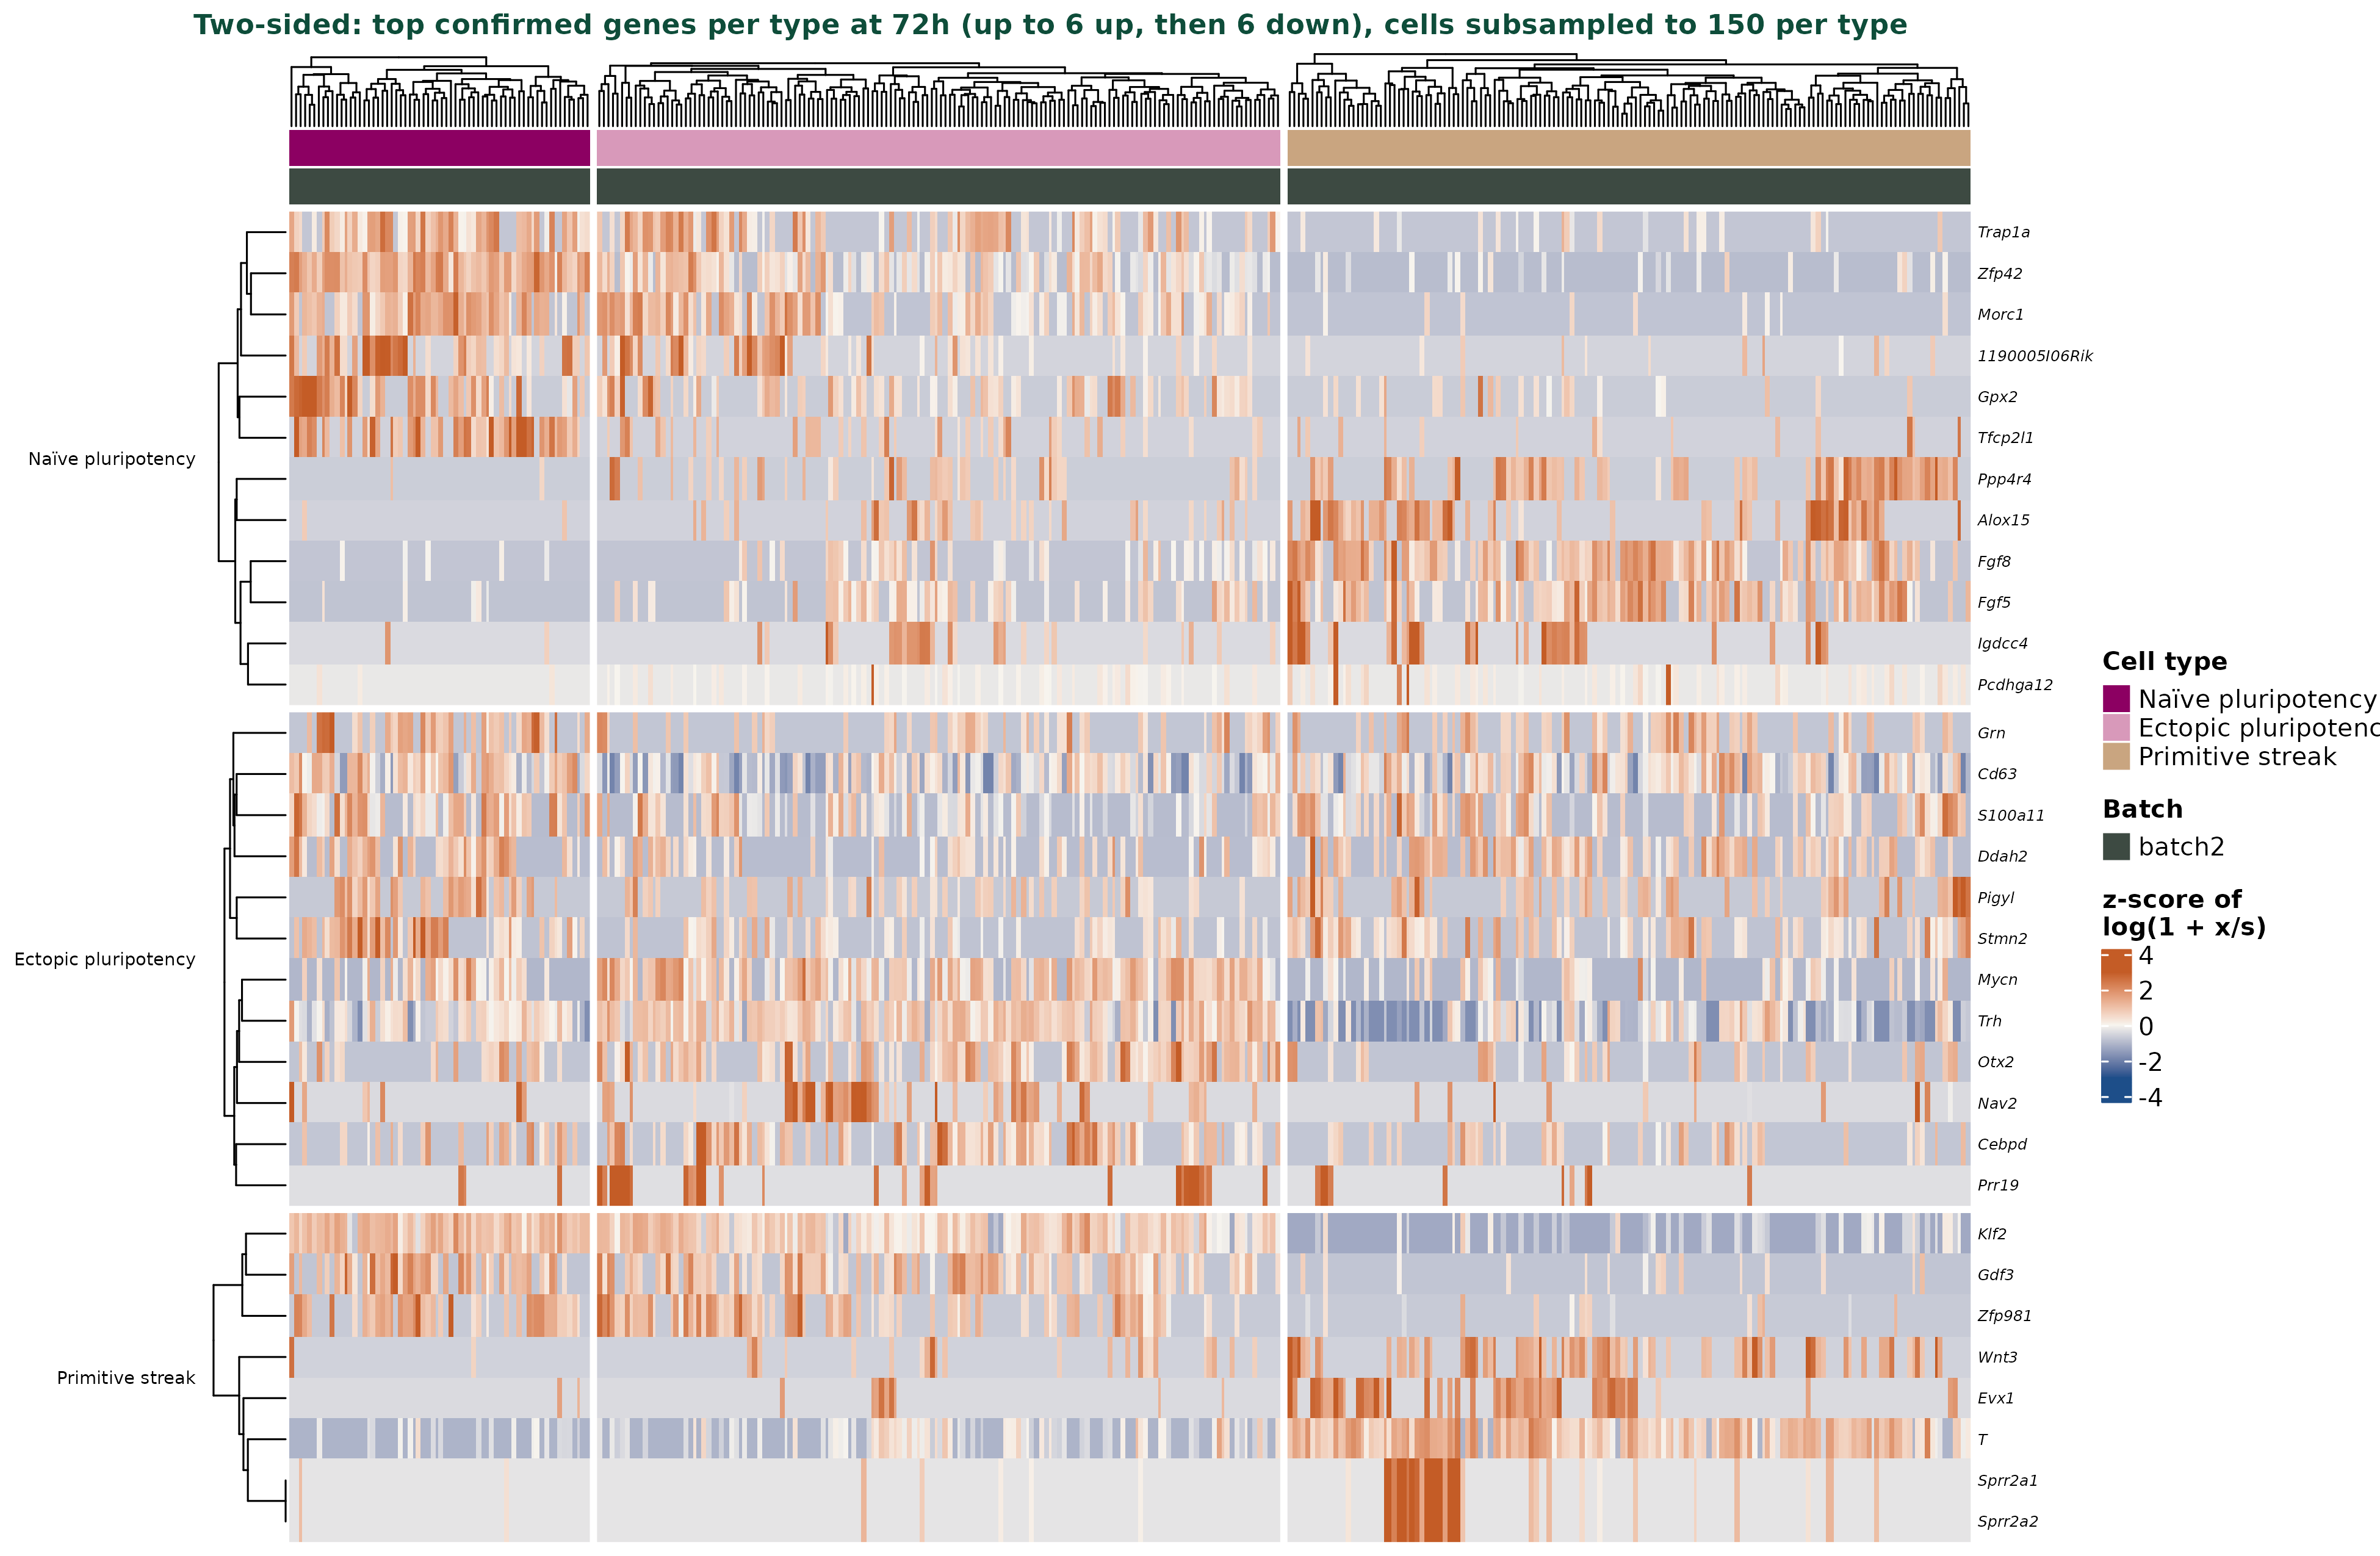 Two-sided: top confirmed genes per type at 72h (up to 6 up, then 6 down), cells subsampled to 150 per type
Naïve pluripotency
Trap1a
Zfp42
Morc1
1190005I06Rik
Gpx2
Tfcp2l1
Ppp4r4
Alox15
Fgf8
Fgf5
Igdcc4
Pcdhga12
Ectopic pluripotency
Grn
Cd63
S100a11
Ddah2
Pigyl
Stmn2
Mycn
Trh
Otx2
Nav2
Cebpd
Prr19
Primitive streak
Klf2
Gdf3
Zfp981
Wnt3
Evx1
T
Sprr2a1
Sprr2a2
Cell type
Naïve pluripotency
Ectopic pluripotenc
Primitive streak
Batch
batch2
z-score of
log(1 + x/s)
4
2
0
-2
-4